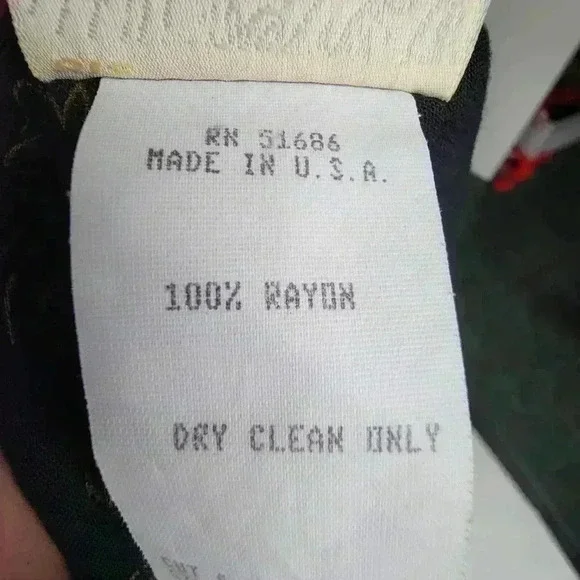 RN 51686
MADE IN U.S.A.
100% RAYON
DRY CLEAN ONLY